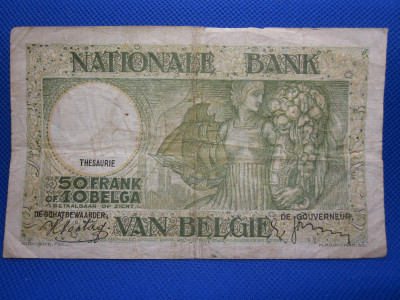 NATIONALE BANK
THESAURIE
50 FRANK
OF 10 BELGA
BETAALBAAR OP ZICHT
DE SCHATBEWAARDER,
DE GOUVERNEUR,
VAN BELGIE